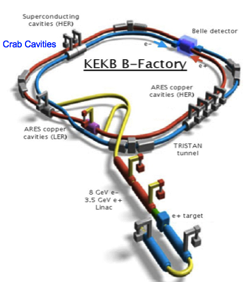 Superconducting
cavities (HER)
Belle detector
Crab Cavities
e-
e+
KEKB B-Factory
ARES copper
cavities (HER)
ARES copper
cavities (LER)
TRISTAN
tunnel
8 GeV e-
3.5 GeV e+
Linac
e+ target